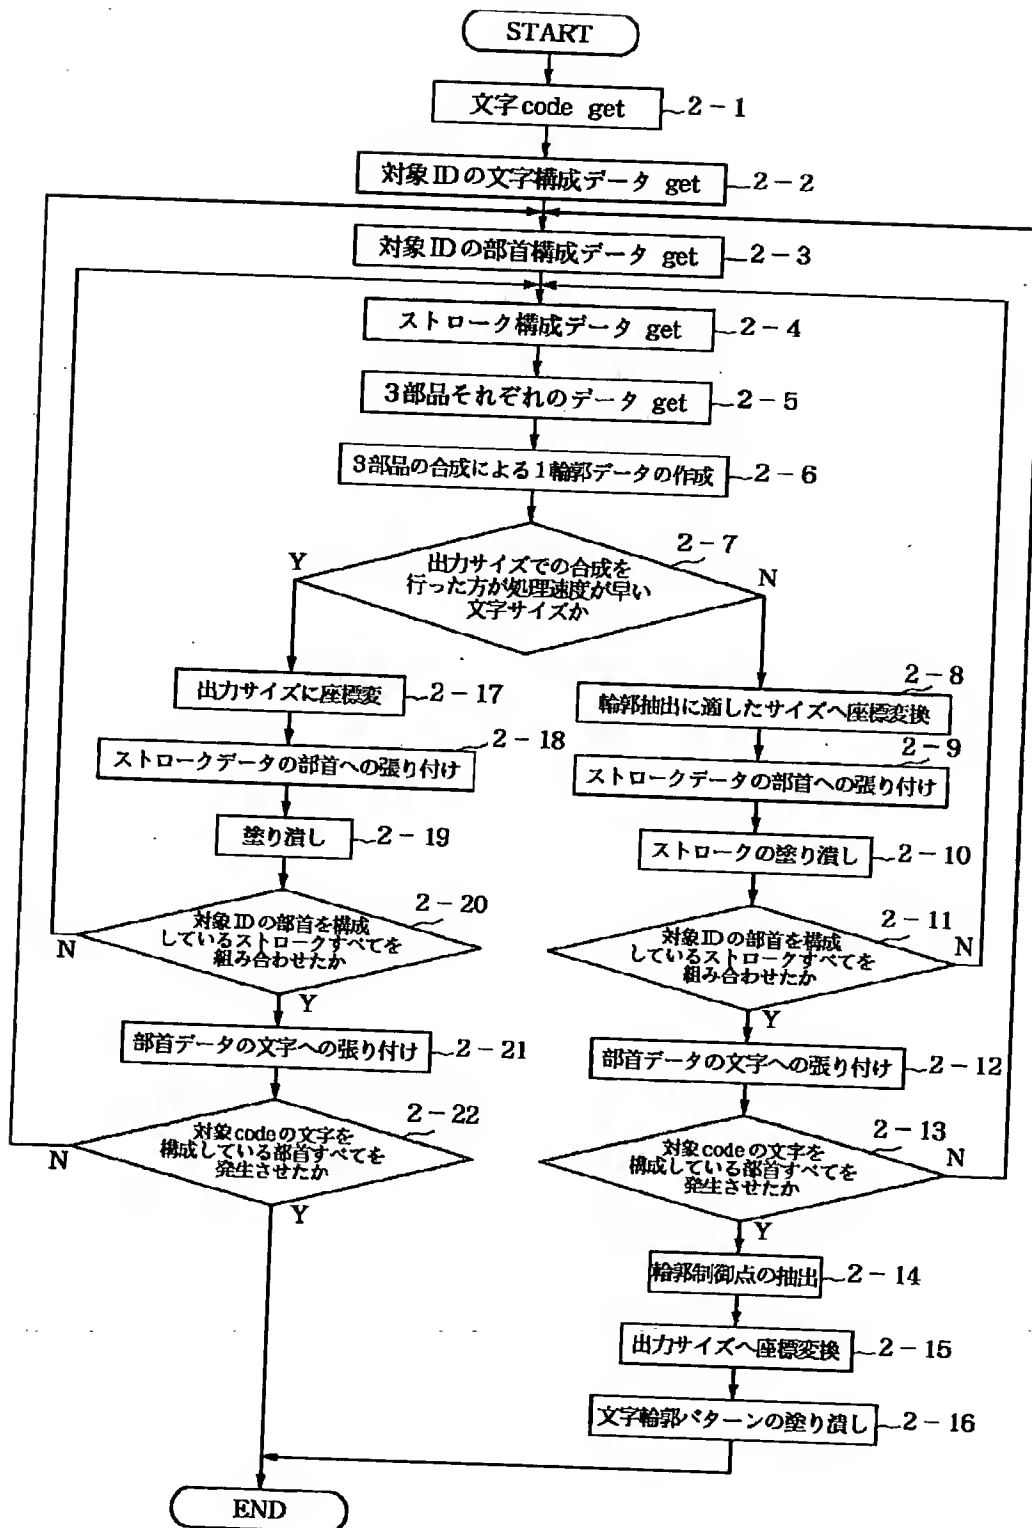 START
文字code get 2-1
対象IDの文字構成データ get 2-2
対象IDの部首構成データ get 2-3
ストローク構成データ get 2-4
3部品それぞれのデータ get 2-5
3部品の合成による1輪郭データの作成 2-6
2-7
Y
出力サイズでの合成を
行った方が処理速度が早い
文字サイズか
N
出力サイズに座標変 2-17
2-18
ストロークデータの部首への張り付け
塗り潰し 2-19
2-20
対象IDの部首を構成
しているストロークすべてを
組み合わせたか
N
Y
部首データの文字への張り付け 2-21
2-22
対象codeの文字を
構成している部首すべてを
発生させたか
N
Y
2-8
輪郭抽出に適したサイズへ座標変換
2-9
ストロークデータの部首への張り付け
ストロークの塗り潰し 2-10
2-11
対象IDの部首を構成
しているストロークすべてを
組み合わせたか
N
Y
部首データの文字への張り付け 2-12
2-13
対象codeの文字を
構成している部首すべてを
発生させたか
N
Y
輪郭制御点の抽出 2-14
出力サイズへ座標変換 2-15
文字輪郭パターンの塗り潰し 2-16
END